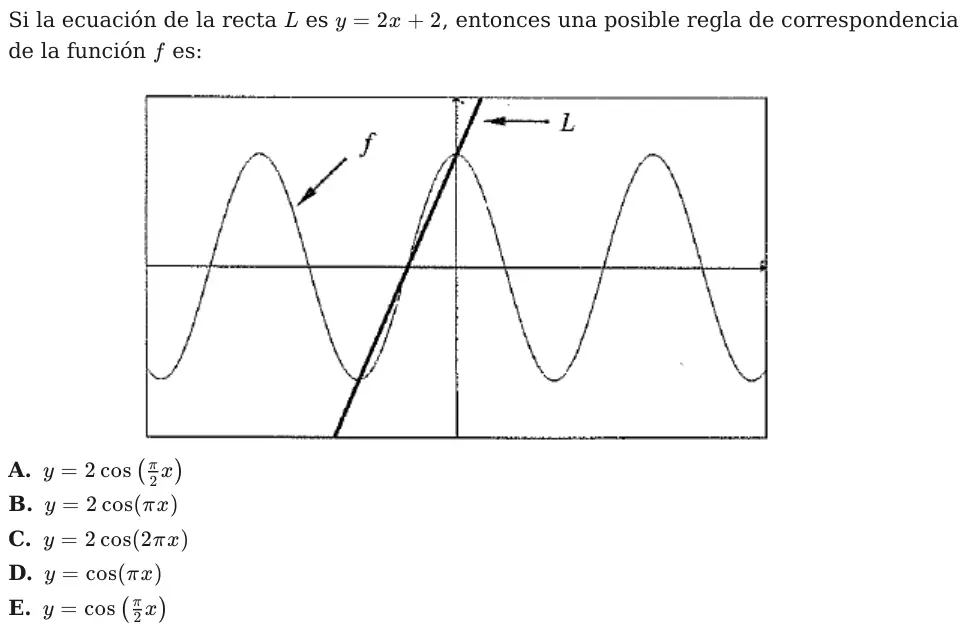 Si la ecuación de la recta L es y = 2x + 2, entonces una posible regla de correspondencia
de la función f es:
f
L
A. y = 2 cos (π/2 x)
B. y = 2 cos(πx)
C. y = 2 cos(2πx)
D. y = cos(πx)
E. y = cos (π/2 x)